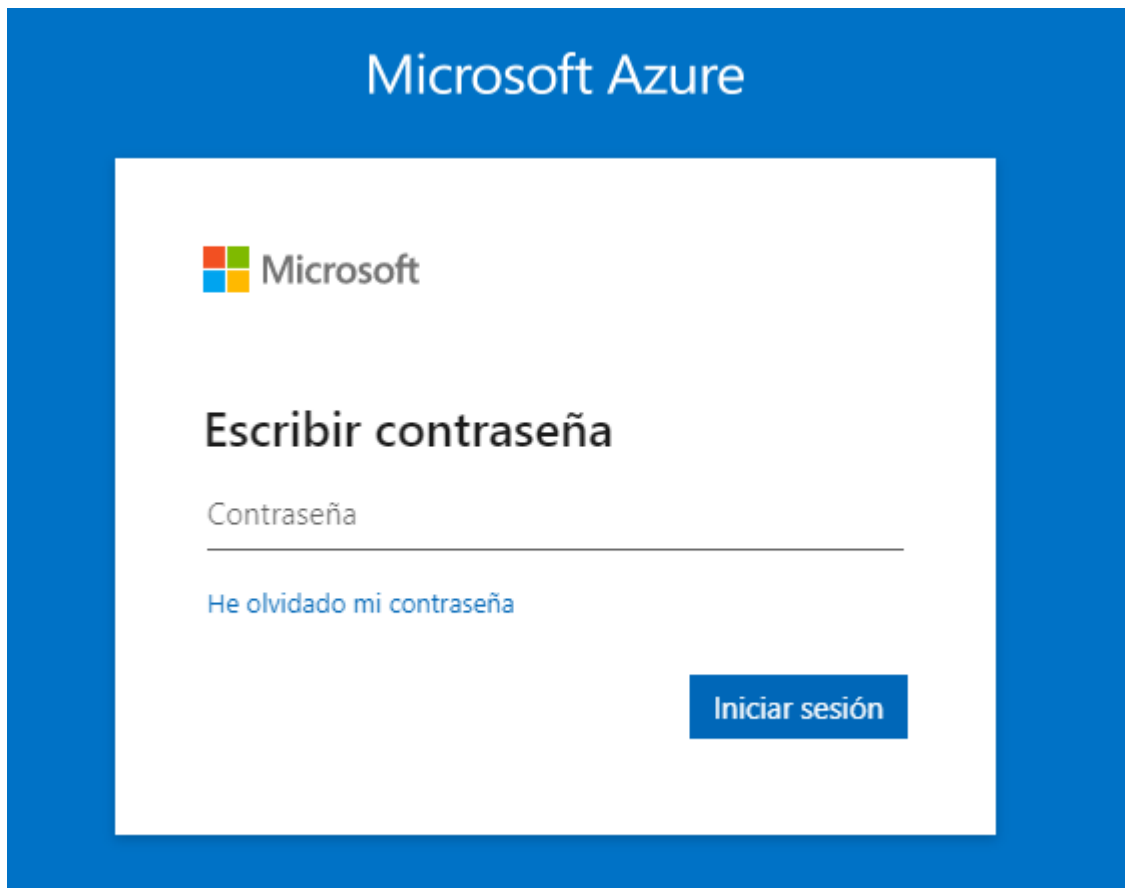 Microsoft Azure
Microsoft
Escribir contraseña
Contraseña
He olvidado mi contraseña
Iniciar sesión